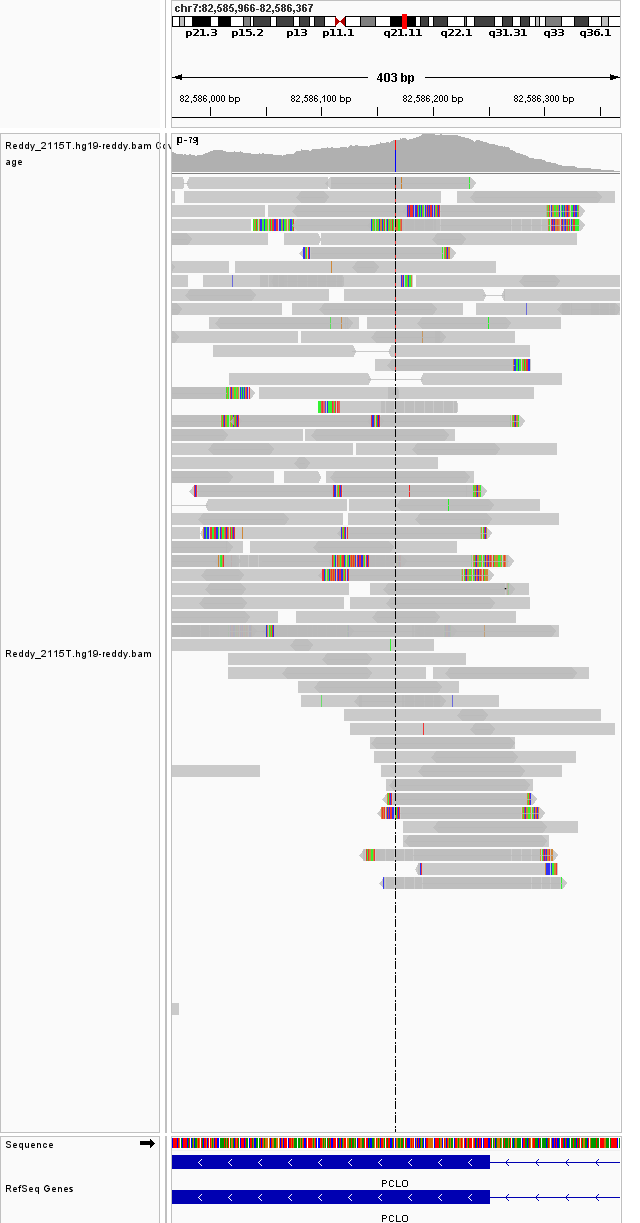 chr7:82,585,966-82,586,367
p21.3 p15.2 p13 p11.1 q21.11 q22.1 q31.31 q33 q36.1
403 bp
82,586,000 bp 82,586,100 bp 82,586,200 bp 82,586,300 bp
Reddy_2115T.hg19-reddy.bam Cov
age
[0-79]
Reddy_2115T.hg19-reddy.bam
Sequence
PCLO
RefSeq Genes
PCLO